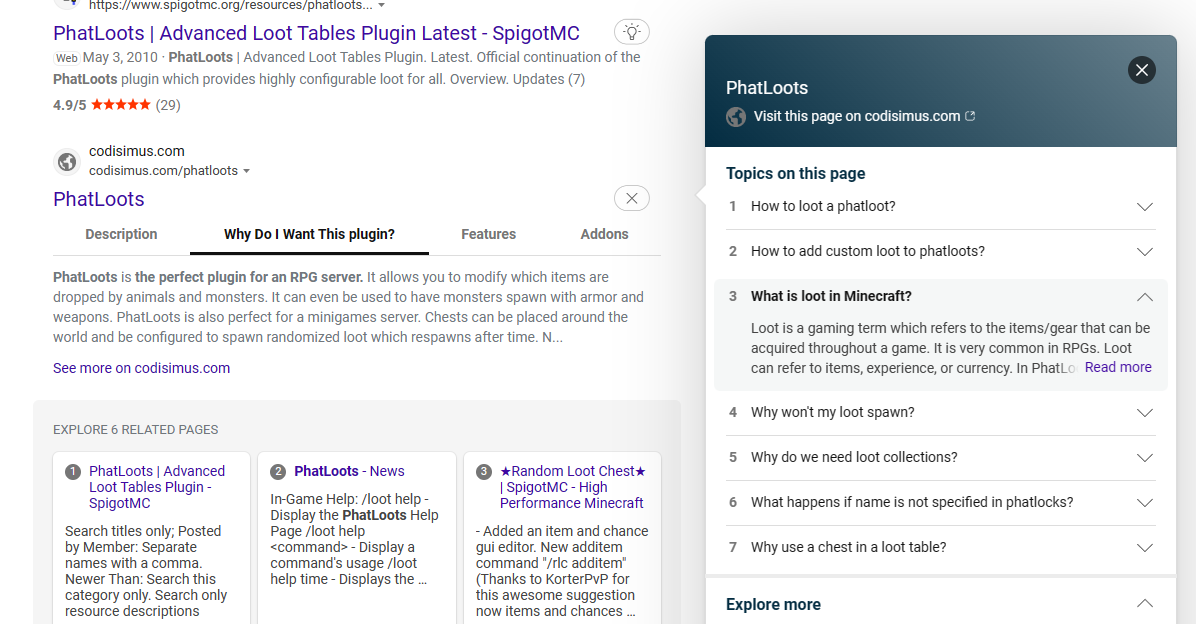 https://www.spigotmc.org/resources/phatloots...
PhatLoots | Advanced Loot Tables Plugin Latest - SpigotMC
Web May 3, 2010 · PhatLoots | Advanced Loot Tables Plugin. Latest. Official continuation of the
PhatLoots plugin which provides highly configurable loot for all. Overview. Updates (7)
4.9/5 ★★★★★ (29)
codisimus.com
codisimus.com/phatloots
PhatLoots
Description
Why Do I Want This plugin?
Features
Addons
PhatLoots is the perfect plugin for an RPG server. It allows you to modify which items are
dropped by animals and monsters. It can even be used to have monsters spawn with armor and
weapons. PhatLoots is also perfect for a minigames server. Chests can be placed around the
world and be configured to spawn randomized loot which respawns after time. N...
See more on codisimus.com
EXPLORE 6 RELATED PAGES
1 PhatLoots | Advanced
Loot Tables Plugin -
SpigotMC
Search titles only; Posted
by Member: Separate
names with a comma.
Newer Than: Search this
category only. Search only
resource descriptions
2 PhatLoots - News
In-Game Help: /loot help -
Display the PhatLoots Help
Page /loot help
<command> - Display a
command's usage /loot
help time - Displays the ...
3 ★Random Loot Chest★
| SpigotMC - High
Performance Minecraft
- Added an item and chance
gui editor. New additem
command "/rlc additem"
(Thanks to KorterPvP for
this awesome suggestion
now items and chances ...
PhatLoots
Visit this page on codisimus.com
Topics on this page
1 How to loot a phatloot?
2 How to add custom loot to phatloots?
3 What is loot in Minecraft?
Loot is a gaming term which refers to the items/gear that can be
acquired throughout a game. It is very common in RPGs. Loot
can refer to items, experience, or currency. In PhatLo Read more
4 Why won't my loot spawn?
5 Why do we need loot collections?
6 What happens if name is not specified in phatlocks?
7 Why use a chest in a loot table?
Explore more